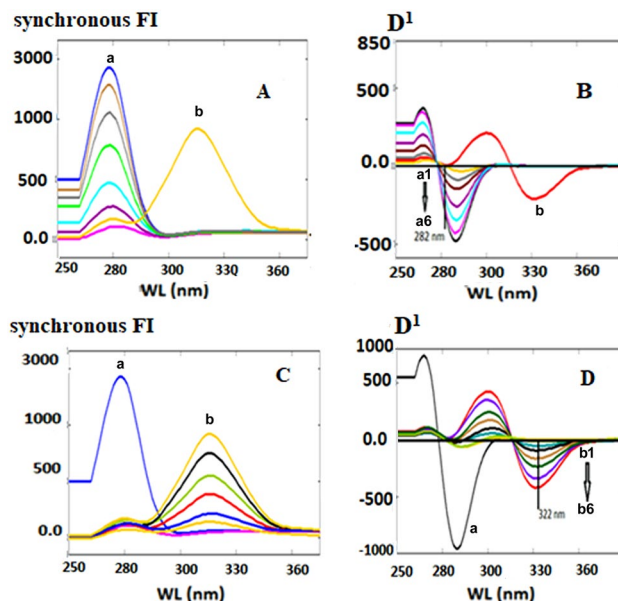 synchronous FI
3000
1000
500
0.0
a
b
A
250 280 300 330 360
WL (nm)
D¹
850
500
0.0
-500
B
a1
a6
282 nm
b
250 280 300 330 360
WL (nm)
synchronous FI
3000
1000
500
0.0
a
b
C
250 280 300 330 360
WL (nm)
D¹
1000
500
0.0
-500
-1000
D
a
b1
b6
322 nm
250 280 300 330 360
WL (nm)